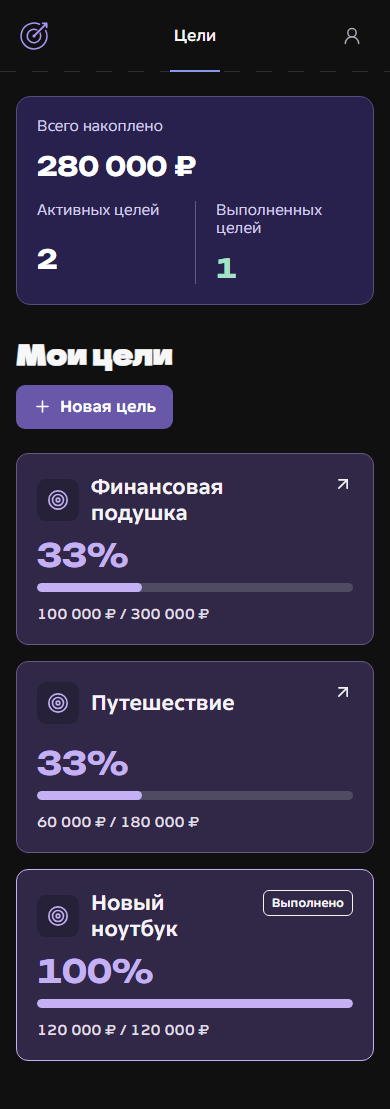 Цели
Всего накоплено
280 000 ₽
Активных целей
2
Выполненных
целей
1
Мои цели
Новая цель
Финансовая
подушка
33%
100 000 ₽ / 300 000 ₽
Путешествие
33%
60 000 ₽ / 180 000 ₽
Новый
ноутбук
Выполнено
100%
120 000 ₽ / 120 000 ₽